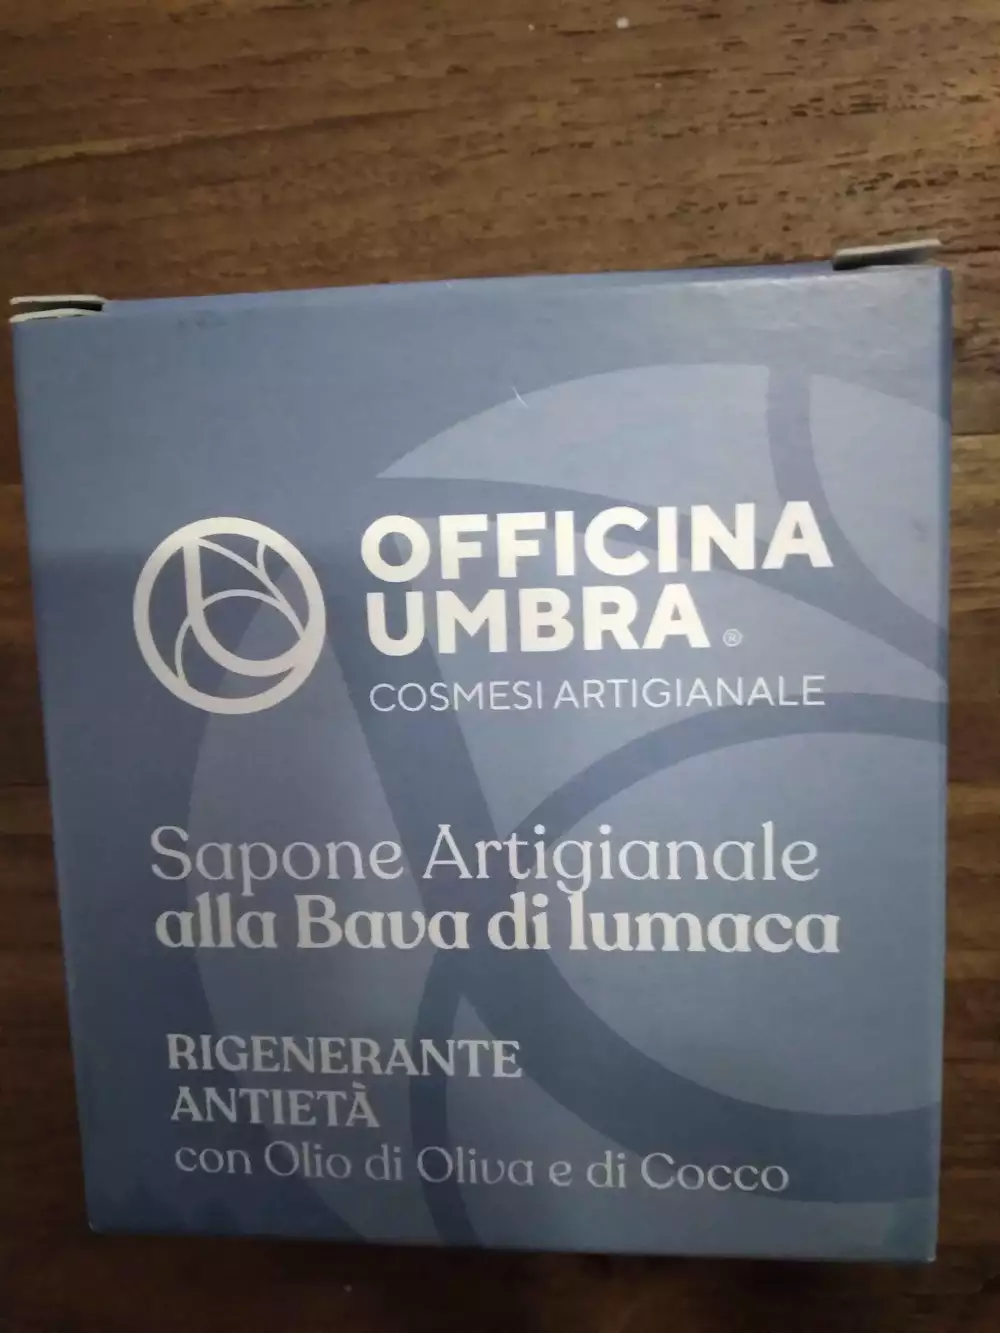 OFFICINA
UMBRA®
COSMESI ARTIGIANALE
Sapone Artigianale
alla Bava di lumaca
RIGENERANTE
ANTIETÀ
con Olio di Oliva e di Cocco